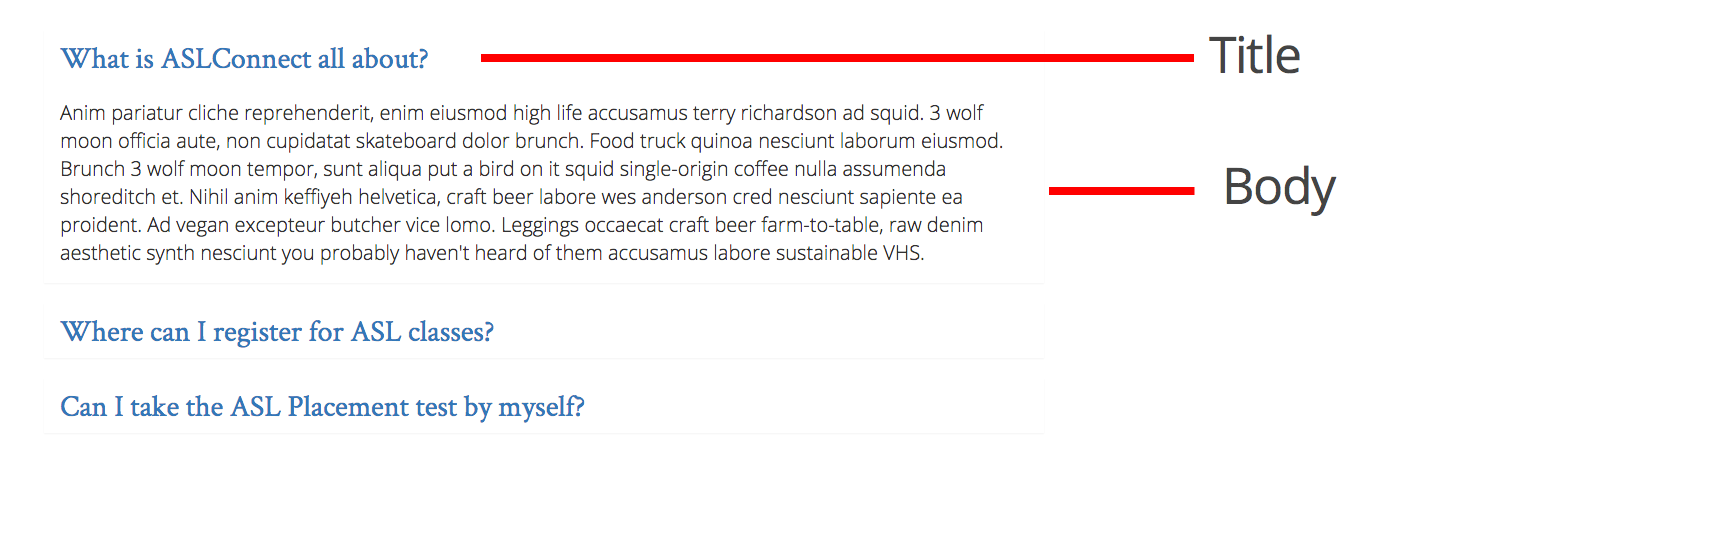 What is ASLConnect all about?
Title
Anim pariatur cliche reprehenderit, enim eiusmod high life accusamus terry richardson ad squid. 3 wolf
moon officia aute, non cupidatat skateboard dolor brunch. Food truck quinoa nesciunt laborum eiusmod.
Brunch 3 wolf moon tempor, sunt aliqua put a bird on it squid single-origin coffee nulla assumenda
shoreditch et. Nihil anim keffiyeh helvetica, craft beer labore wes anderson cred nesciunt sapiente ea
proident. Ad vegan excepteur butcher vice lomo. Leggings occaecat craft beer farm-to-table, raw denim
aesthetic synth nesciunt you probably haven't heard of them accusamus labore sustainable VHS.
Body
Where can I register for ASL classes?
Can I take the ASL Placement test by myself?